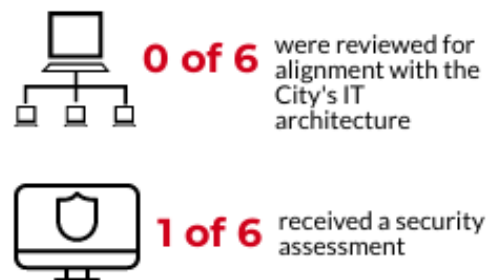 0 of 6
were reviewed for
alignment with the
City's IT
architecture
1 of 6
received a security
assessment